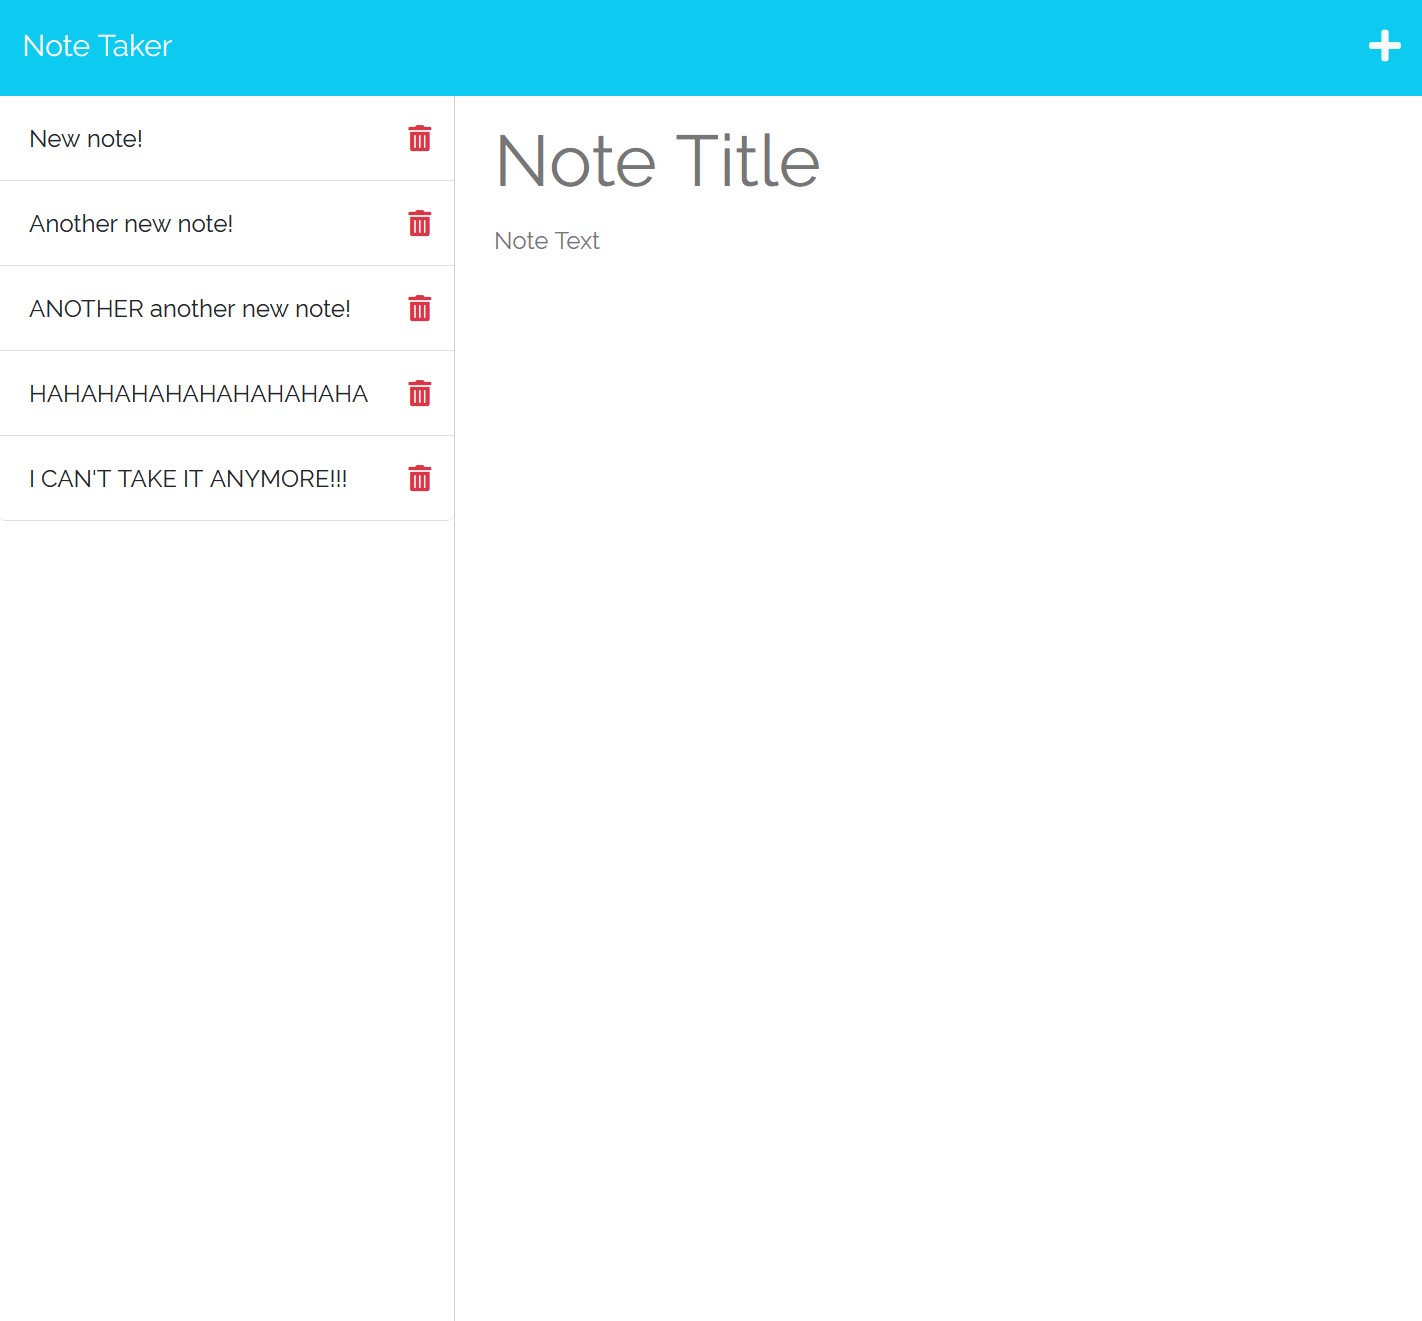 Note Taker
New note!
Another new note!
ANOTHER another new note!
HAHAHAHAHAHAHAHAHAHA
I CAN'T TAKE IT ANYMORE!!!
Note Title
Note Text